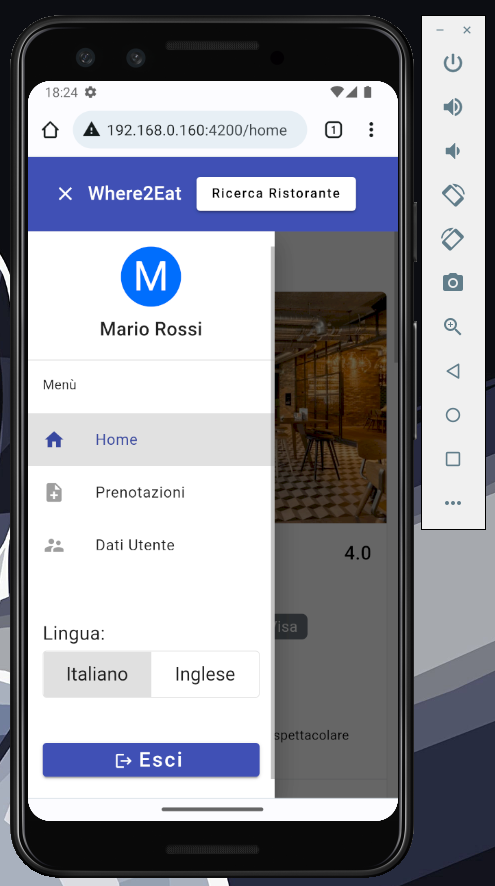 18:24
192.168.0.160:4200/home
1
Where2Eat
Ricerca Ristorante
M
Mario Rossi
Menù
Home
Prenotazioni
Dati Utente
4.0
isa
Lingua:
Italiano
Inglese
spettacolare
Esci